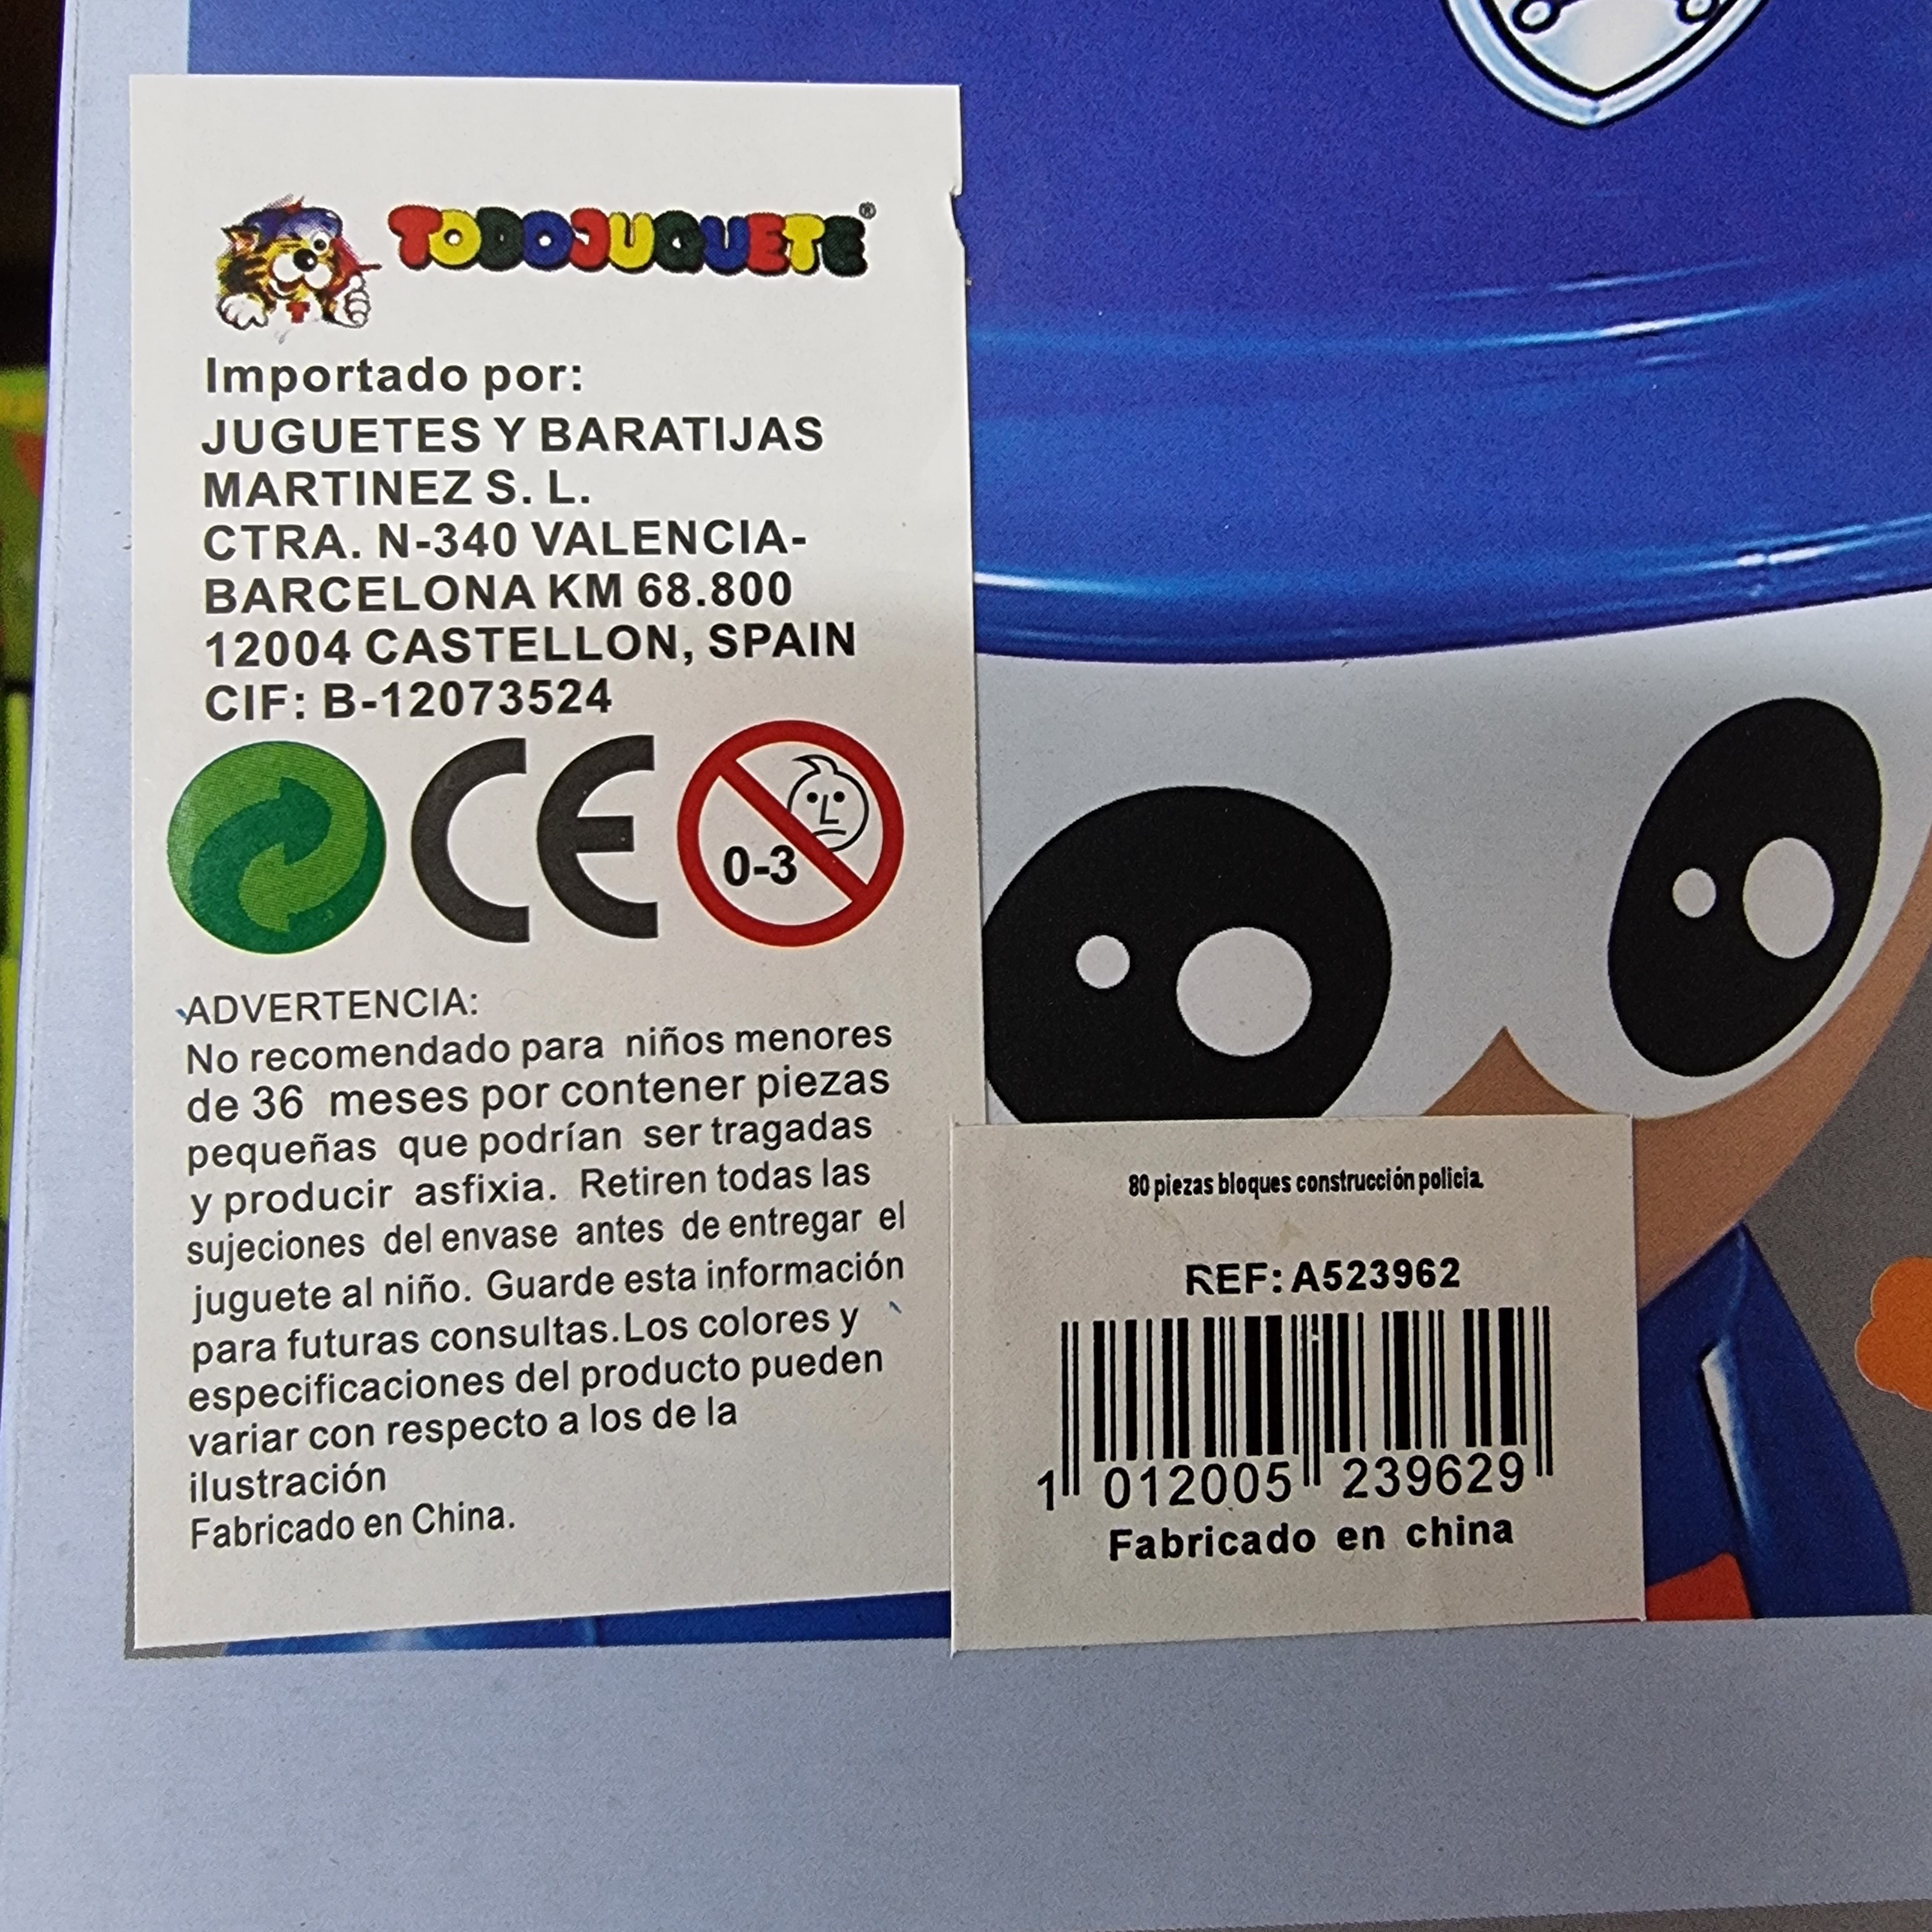 TODOJUQUETE®
Importado por:
JUGUETES Y BARATIJAS
MARTINEZ S. L.
CTRA. N-340 VALENCIA-
BARCELONA KM 68.800
12004 CASTELLON, SPAIN
CIF: B-12073524
CE
0-3
ADVERTENCIA:
No recomendado para niños menores
de 36 meses por contener piezas
pequeñas que podrían ser tragadas
y producir asfixia. Retiren todas las
sujeciones del envase antes de entregar el
juguete al niño. Guarde esta información
para futuras consultas.Los colores y
especificaciones del producto pueden
variar con respecto a los de la
ilustración
Fabricado en China.
80 piezas bloques construcción policia.
REF: A523962
1 012005 239629
Fabricado en china